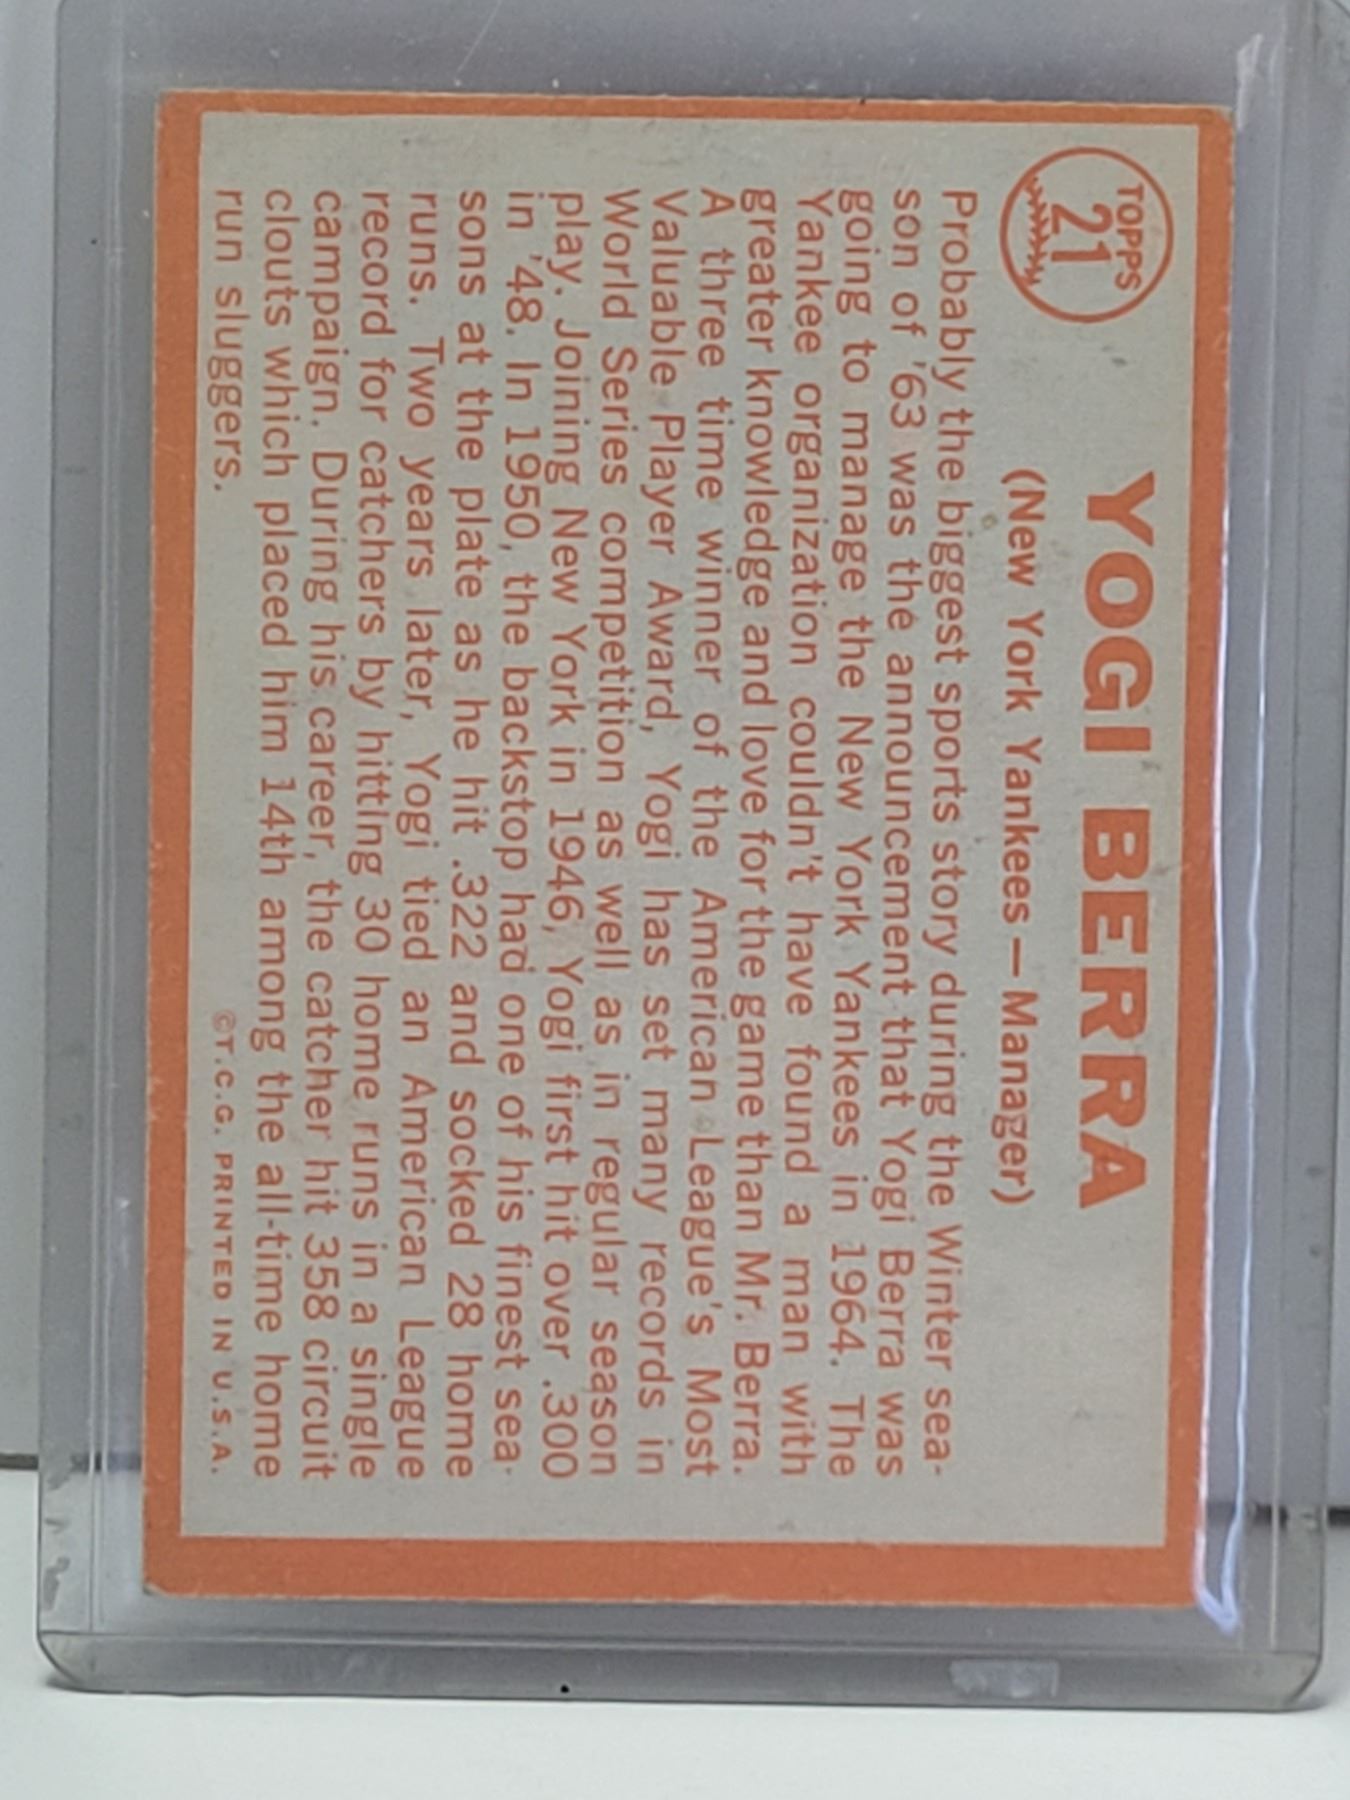 TOPPS
21
YOGI BERRA
(New York Yankees — Manager)
Probably the biggest sports story during the Winter sea-
son of '63 was the announcement that Yogi Berra was
going to manage the New York Yankees in 1964. The
Yankee organization couldn't have found a man with
greater knowledge and love for the game than Mr. Berra.
A three time winner of the American League's Most
Valuable Player Award, Yogi has set many records in
World Series competition as well as in regular season
play. Joining New York in 1946, Yogi first hit over .300
in '48. In 1950, the backstop had one of his finest sea-
sons at the plate as he hit .322 and socked 28 home
runs. Two years later, Yogi tied an American League
record for catchers by hitting 30 home runs in a single
campaign. During his career, the catcher hit 358 circuit
clouts which placed him 14th among the all-time home
run sluggers.
©T.C.G. PRINTED IN U.S.A.